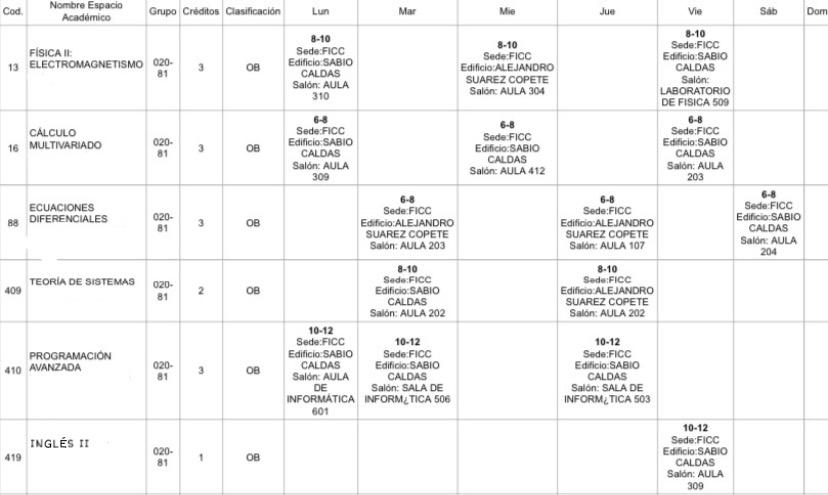 Cod.
Nombre Espacio
Académico
Grupo
Créditos
Clasificación
Lun
Mar
Mie
Jue
Vie
Sáb
Dom
13
FÍSICA II:
ELECTROMAGNETISMO
020-
81
3
OB
8-10
Sede:FICC
Edificio:SABIO
CALDAS
Salón: AULA
310
8-10
Sede:FICC
Edificio:ALEJANDRO
SUAREZ COPETE
Salón: AULA 304
8-10
Sede:FICC
Edificio:SABIO
CALDAS
Salón:
LABORATORIO
DE FISICA 509
16
CÁLCULO
MULTIVARIADO
020-
81
3
OB
6-8
Sede:FICC
Edificio:SABIO
CALDAS
Salón: AULA
309
6-8
Sede:FICC
Edificio:SABIO
CALDAS
Salón: AULA 412
6-8
Sede:FICC
Edificio:SABIO
CALDAS
Salón: AULA
203
88
ECUACIONES
DIFERENCIALES
020-
81
3
OB
6-8
Sede:FICC
Edificio:ALEJANDRO
SUAREZ COPETE
Salón: AULA 203
6-8
Sede:FICC
Edificio:ALEJANDRO
SUAREZ COPETE
Salón: AULA 107
6-8
Sede:FICC
Edificio:SABIO
CALDAS
Salón: AULA
204
409
TEORÍA DE SISTEMAS
020-
81
2
OB
8-10
Sede:FICC
Edificio:SABIO
CALDAS
Salón: AULA 202
8-10
Sede:FICC
Edificio:ALEJANDRO
SUAREZ COPETE
Salón: AULA 202
410
PROGRAMACIÓN
AVANZADA
020-
81
3
OB
10-12
Sede:FICC
Edificio:SABIO
CALDAS
Salón: AULA
DE
INFORMÁTICA
601
10-12
Sede:FICC
Edificio:SABIO
CALDAS
Salón: SALA DE
INFORM¿TICA 506
10-12
Sede:FICC
Edificio:SABIO
CALDAS
Salón: SALA DE
INFORM¿TICA 503
419
INGLÉS II
020-
81
1
OB
10-12
Sede:FICC
Edificio:SABIO
CALDAS
Salón: AULA
309